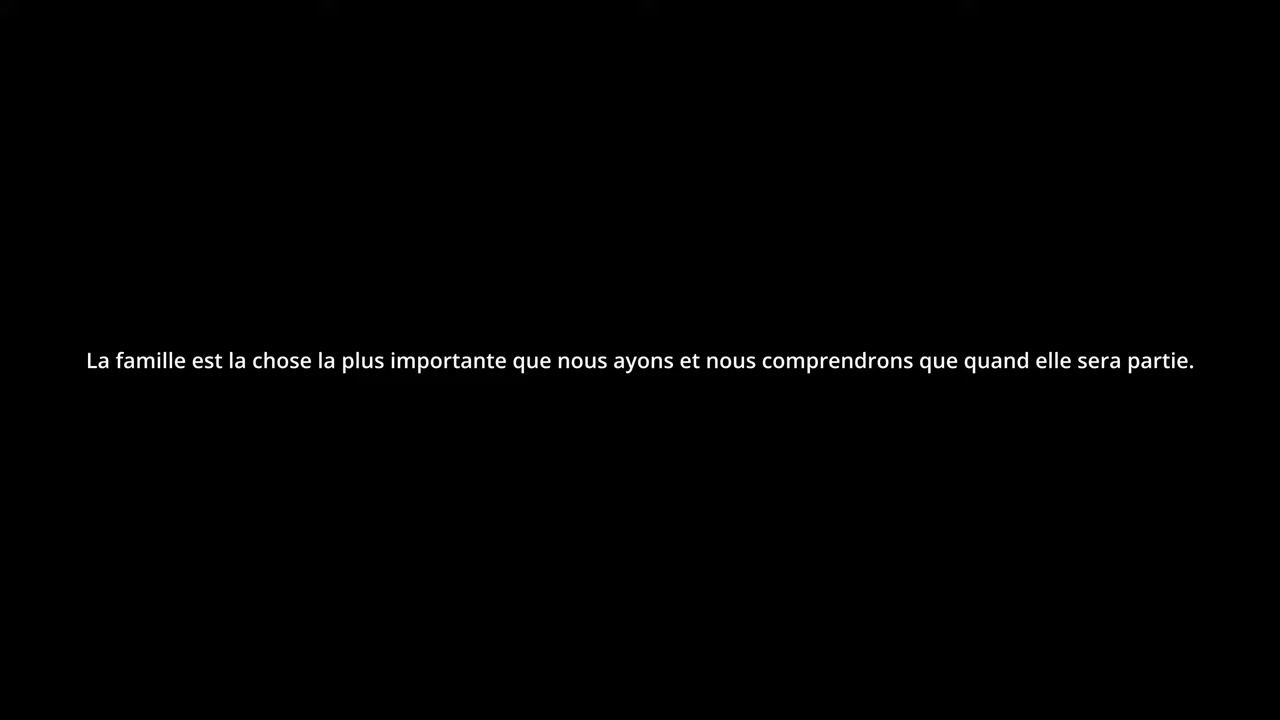 La famille est la chose la plus importante que nous ayons et nous comprendrons que quand elle sera partie.